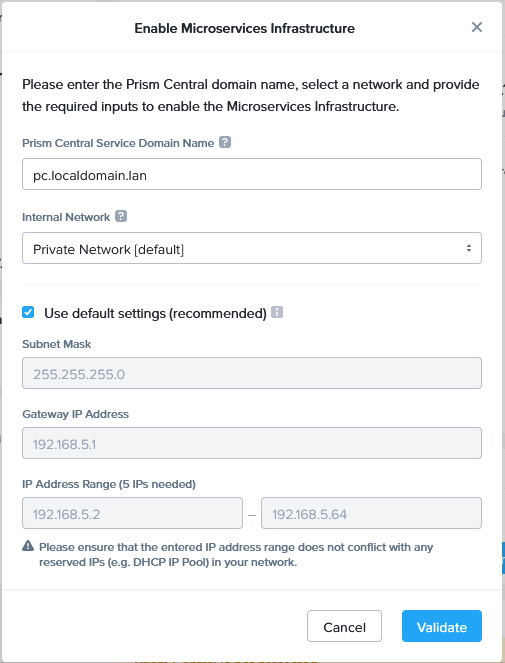 Enable Microservices Infrastructure
Please enter the Prism Central domain name, select a network and provide
the required inputs to enable the Microservices Infrastructure.
Prism Central Service Domain Name ?
pc.localdomain.lan
Internal Network ?
Private Network [default]
Use default settings (recommended) i
Subnet Mask
255.255.255.0
Gateway IP Address
192.168.5.1
IP Address Range (5 IPs needed)
192.168.5.2 – 192.168.5.64
Please ensure that the entered IP address range does not conflict with any
reserved IPs (e.g. DHCP IP Pool) in your network.
Cancel Validate